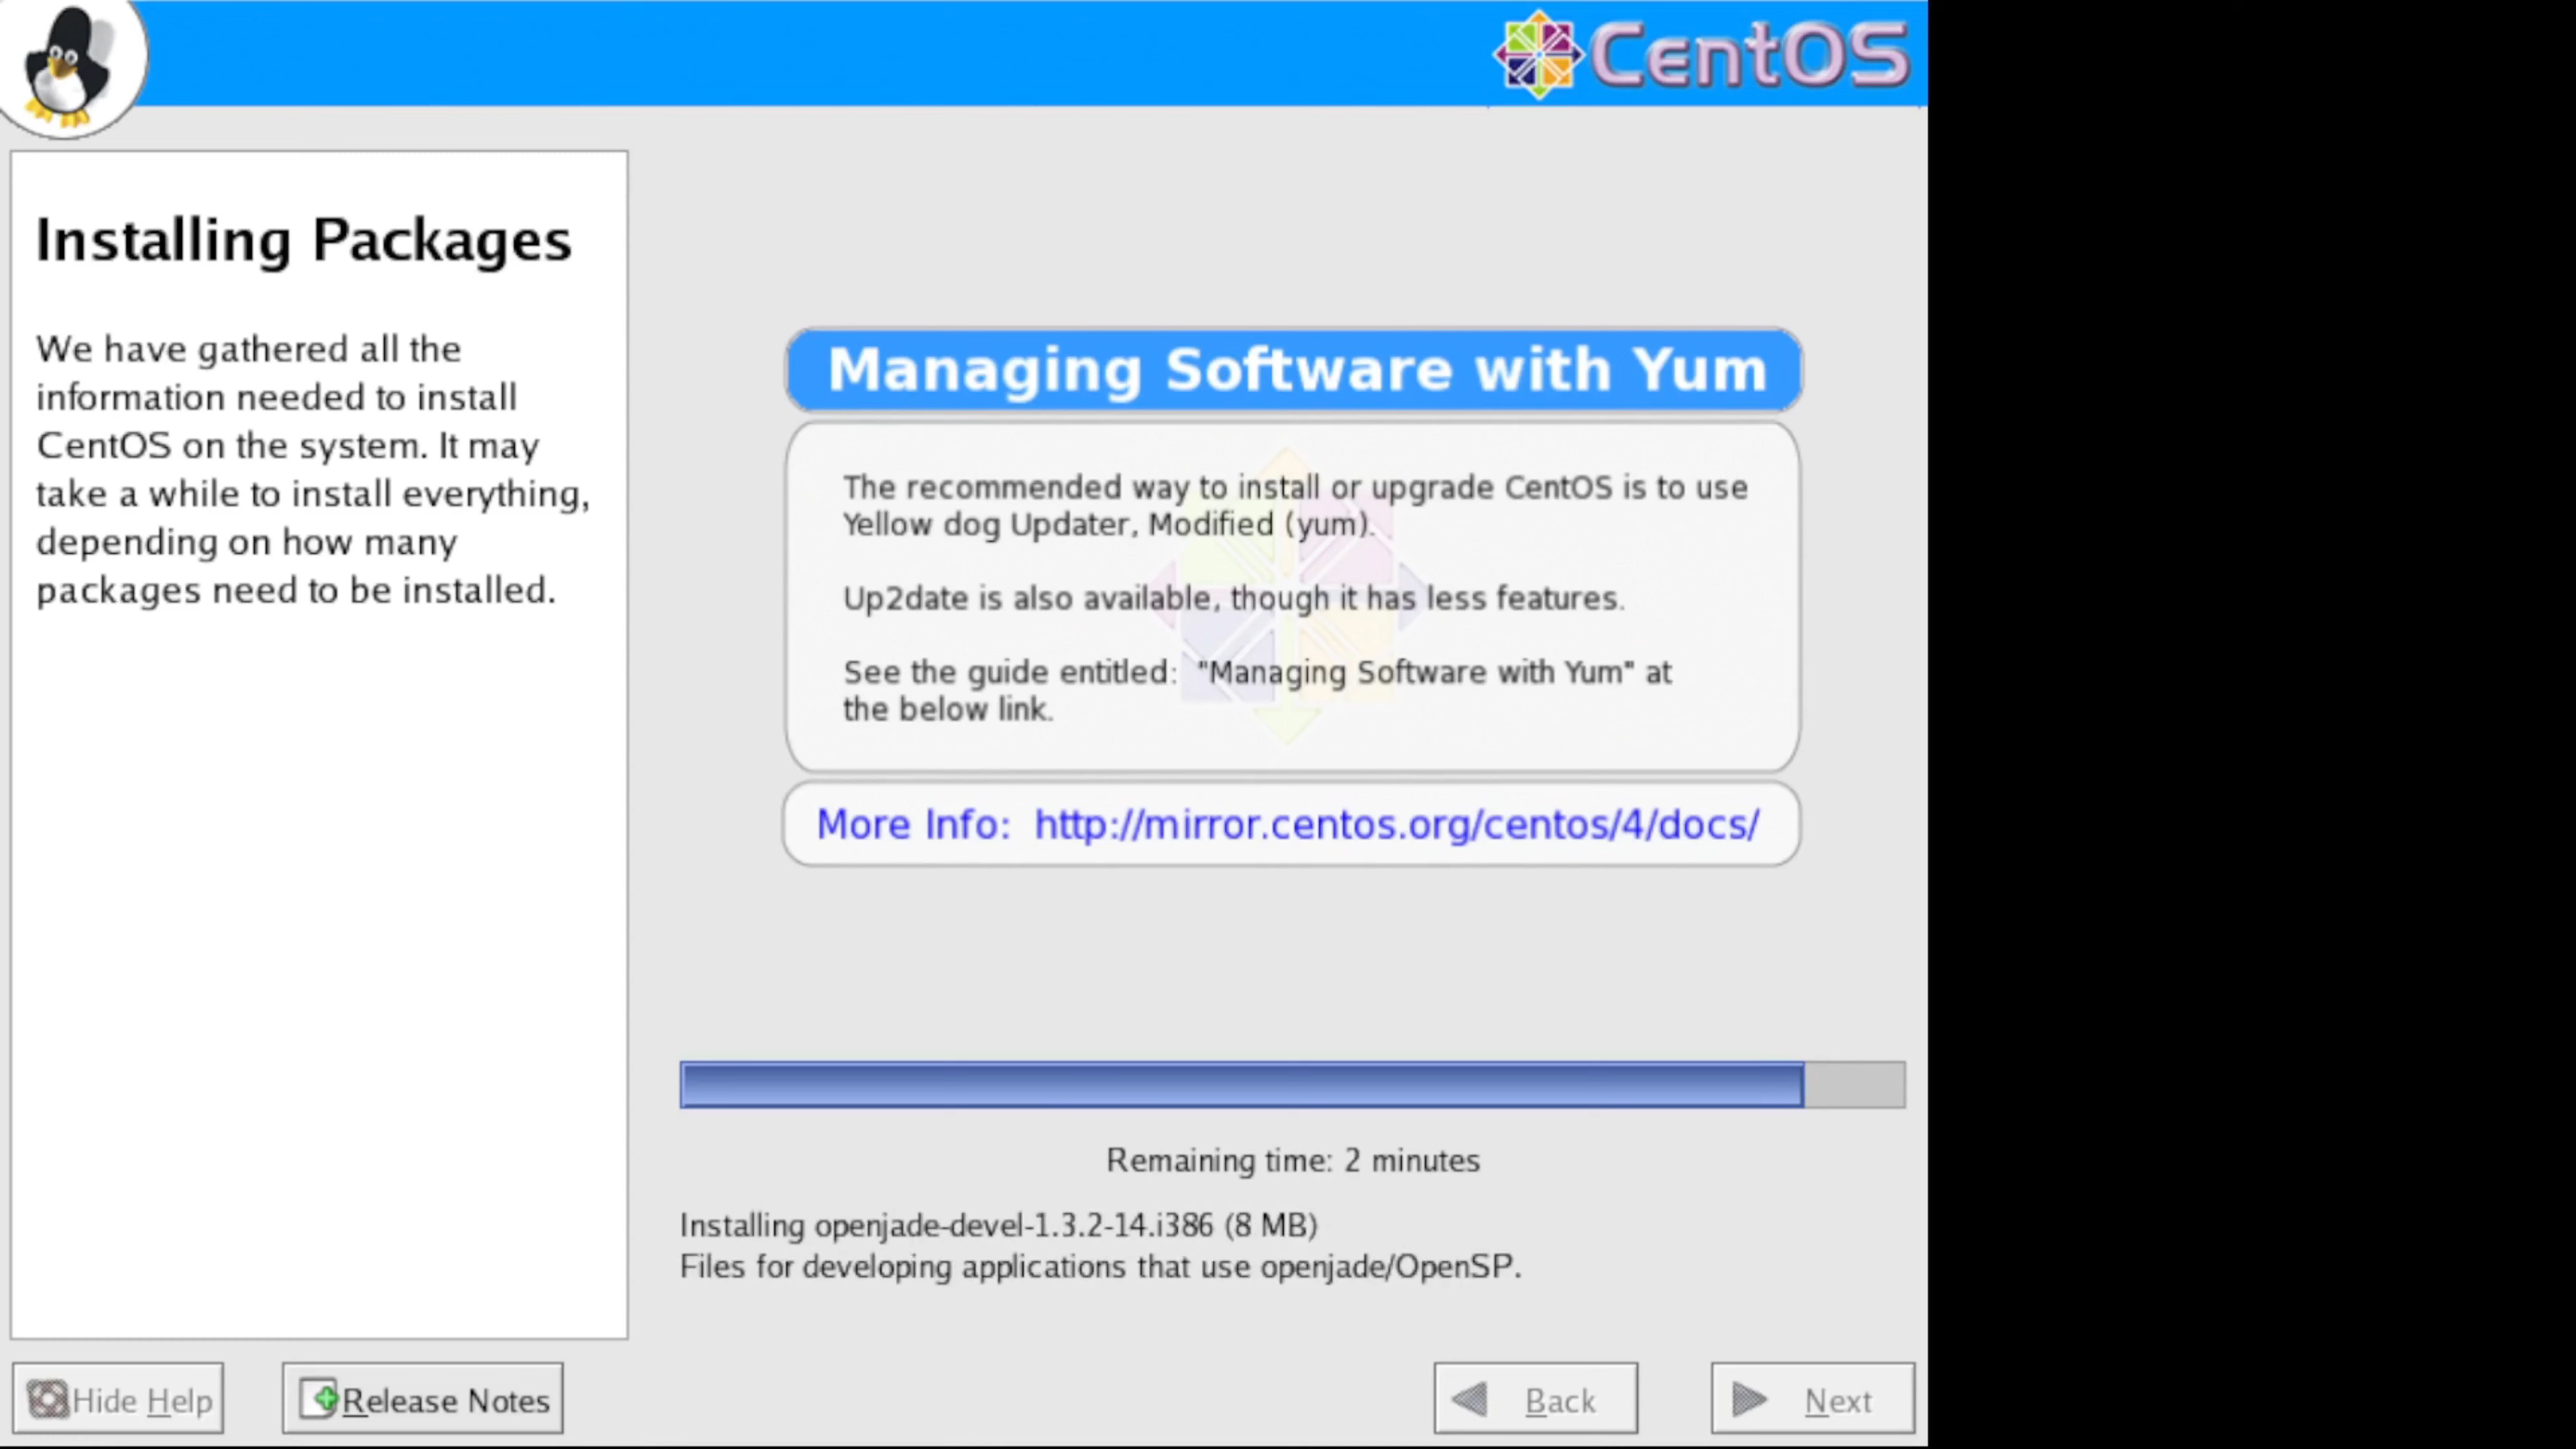 CentOS
Installing Packages
We have gathered all the
information needed to install
CentOS on the system. It may
take a while to install everything,
depending on how many
packages need to be installed.
Managing Software with Yum
The recommended way to install or upgrade CentOS is to use
Yellow dog Updater, Modified (yum).
Up2date is also available, though it has less features.
See the guide entitled: "Managing Software with Yum" at
the below link.
More Info: http://mirror.centos.org/centos/4/docs/
Remaining time: 2 minutes
Installing openjade-devel-1.3.2-14.i386 (8 MB)
Files for developing applications that use openjade/OpenSP.
Hide Help
Release Notes
Back
Next